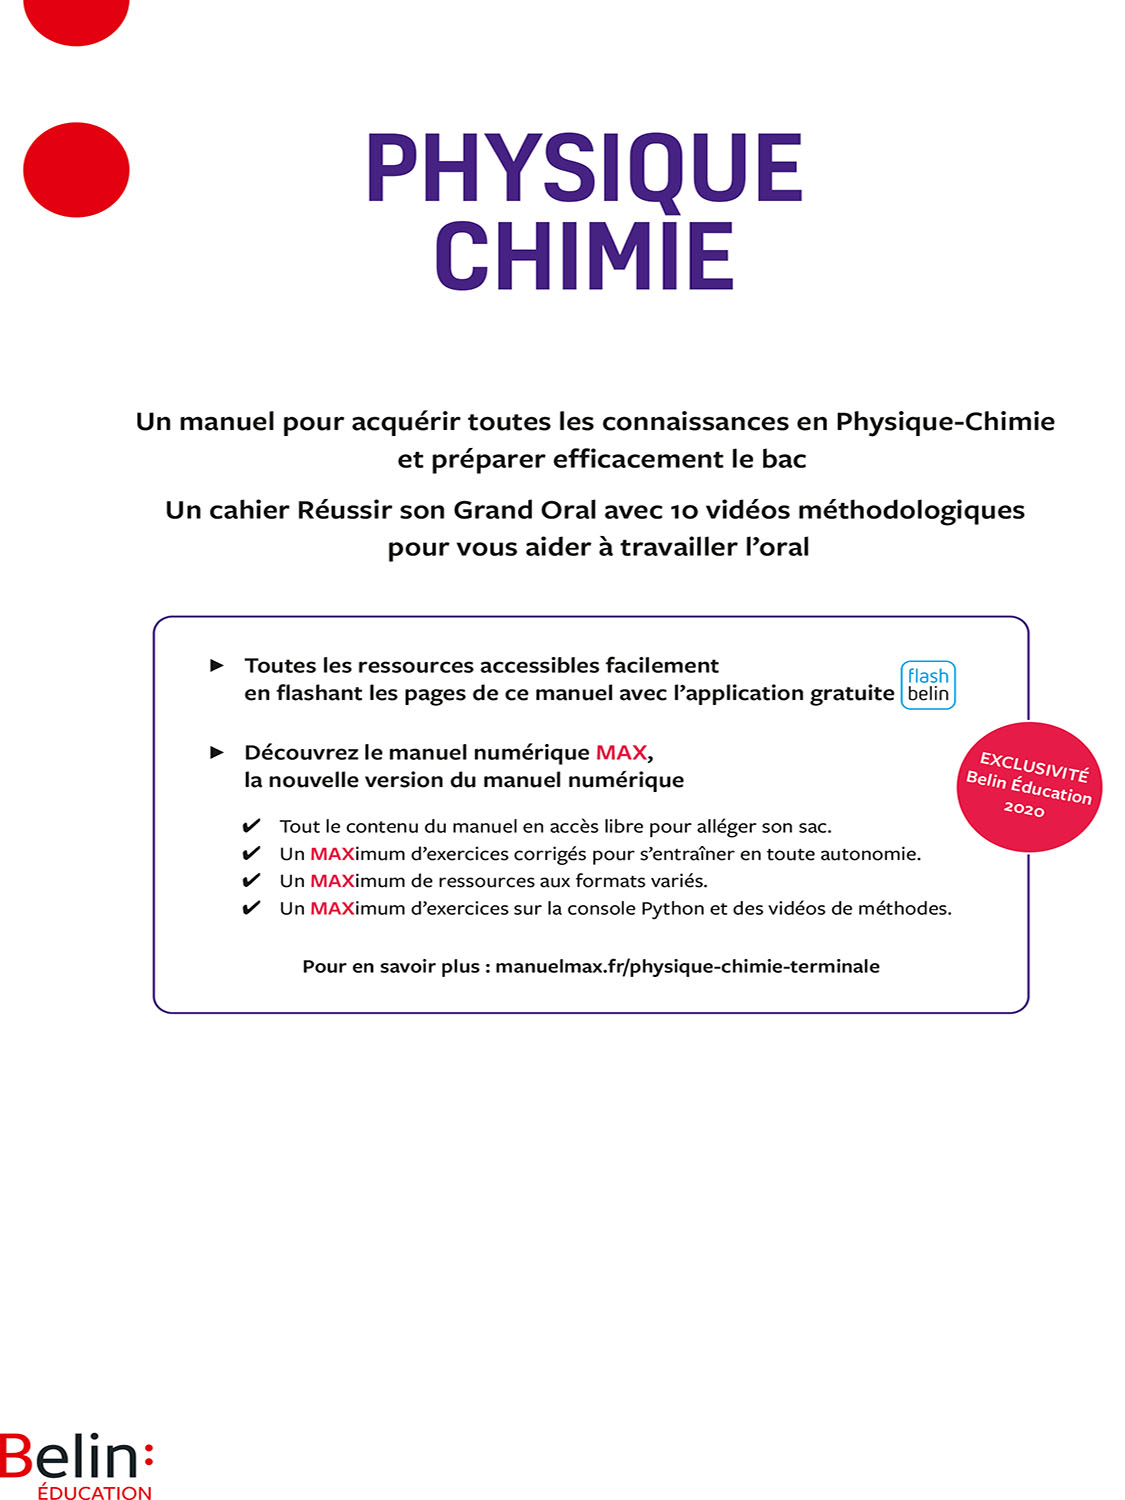 PHYSIQUE
CHIMIE
Un manuel pour acquérir toutes les connaissances en Physique-Chimie
et préparer efficacement le bac
Un cahier Réussir son Grand Oral avec 10 vidéos méthodologiques
pour vous aider à travailler l’oral
► Toutes les ressources accessibles facilement
en flashant les pages de ce manuel avec l’application gratuite
flash
belin
► Découvrez le manuel numérique MAX,
la nouvelle version du manuel numérique
EXCLUSIVITÉ
Belin Éducation
2020
✔ Tout le contenu du manuel en accès libre pour alléger son sac.
✔ Un MAXimum d’exercices corrigés pour s’entraîner en toute autonomie.
✔ Un MAXimum de ressources aux formats variés.
✔ Un MAXimum d’exercices sur la console Python et des vidéos de méthodes.
Pour en savoir plus : manuelmax.fr/physique-chimie-terminale
Belin:
ÉDUCATION